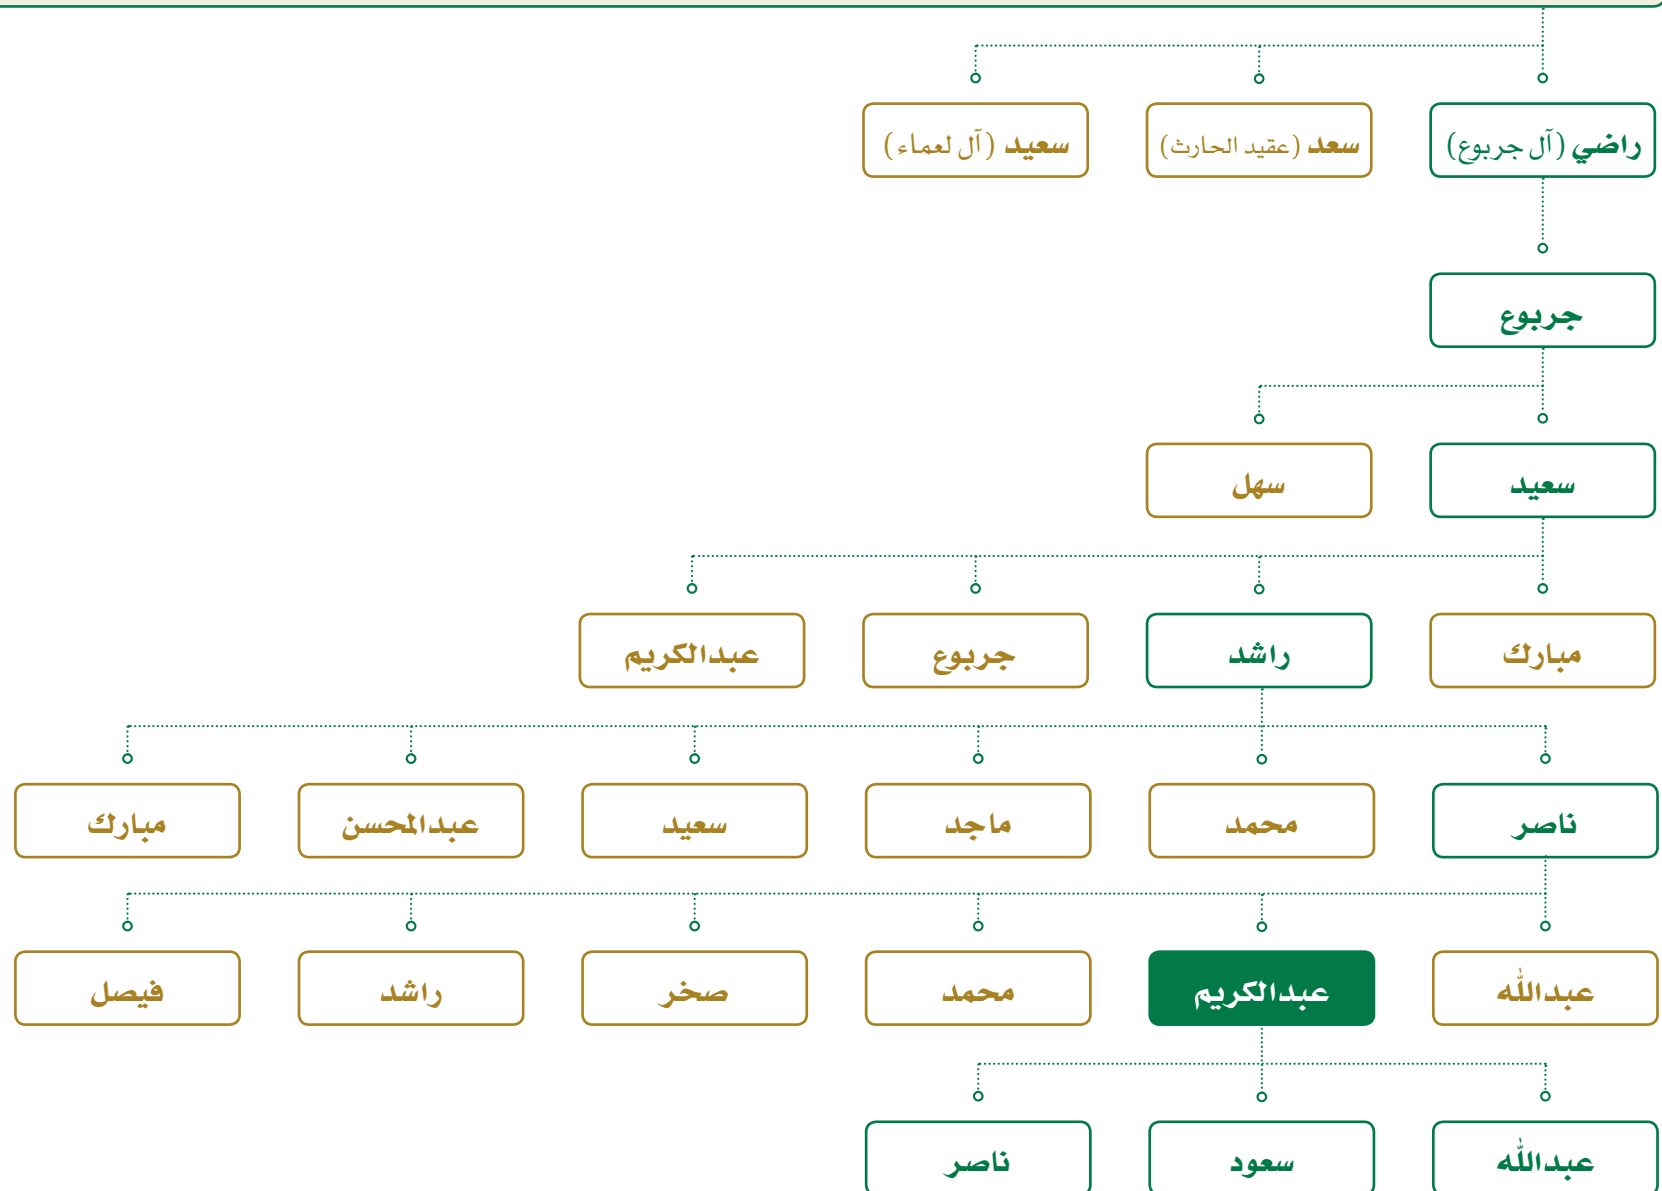 راضي (آل جربوع) سعد (عقيد الحارث) سعيد (آل لعماء)
جربوع
سعيد سهل
مبارك راشد جربوع عبدالكريم
ناصر محمد ماجد سعيد عبدالمحسن مبارك
عبدالله عبدالكريم محمد صخر راشد فيصل
عبدالله سعود ناصر